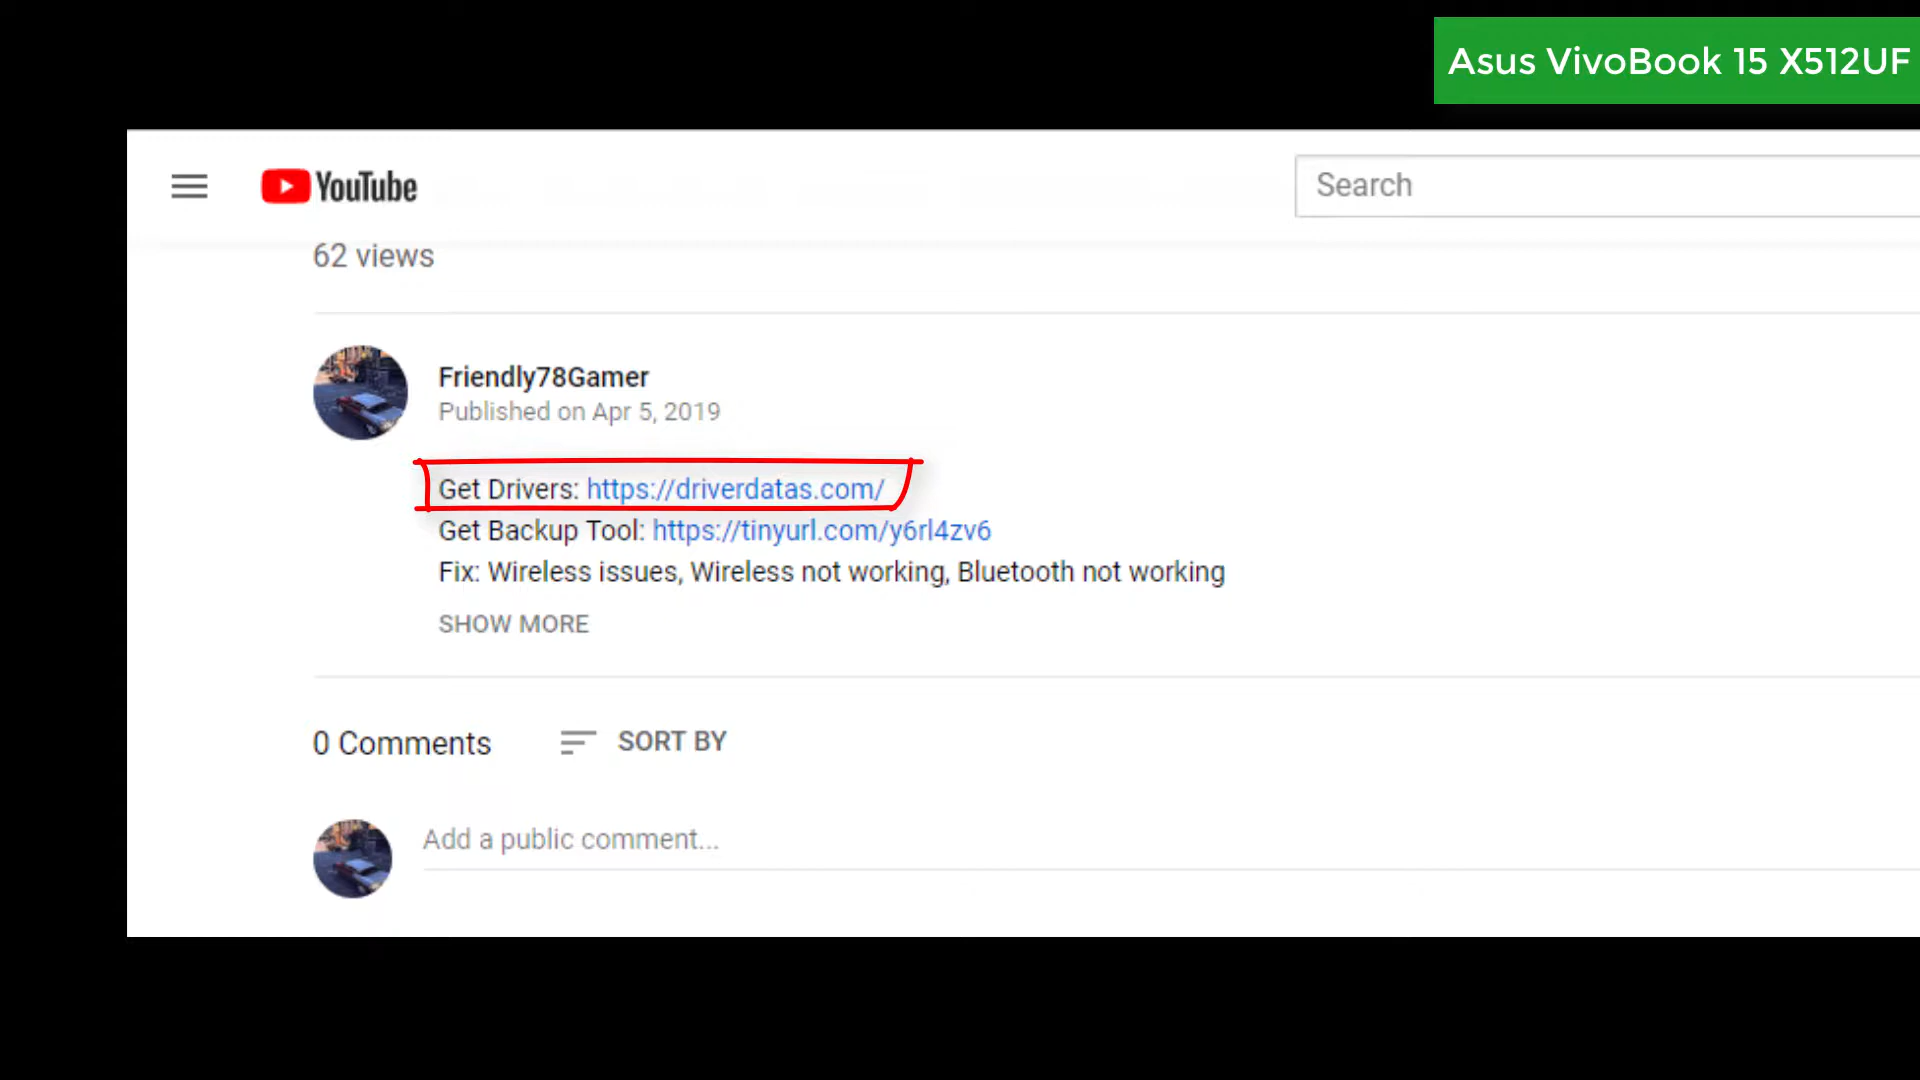 Asus VivoBook 15 X512UF
YouTube
Search
62 views
Friendly78Gamer
Published on Apr 5, 2019
Get Drivers: https://driverdatas.com/
Get Backup Tool: https://tinyurl.com/y6rl4zv6
Fix: Wireless issues, Wireless not working, Bluetooth not working
SHOW MORE
0 Comments
SORT BY
Add a public comment...